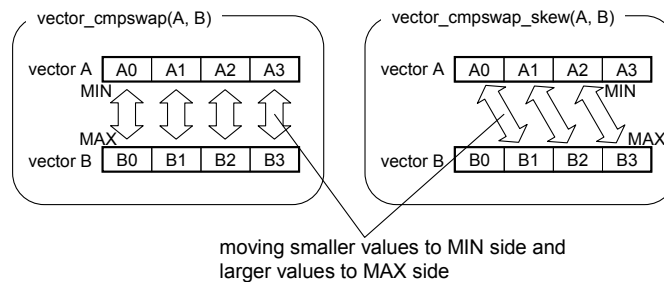 vector_cmpswap(A, B)
vector A A0 A1 A2 A3
MIN
MAX
vector B B0 B1 B2 B3
vector_cmpswap_skew(A, B)
vector A A0 A1 A2 A3
MIN
MAX
vector B B0 B1 B2 B3
moving smaller values to MIN side and
larger values to MAX side